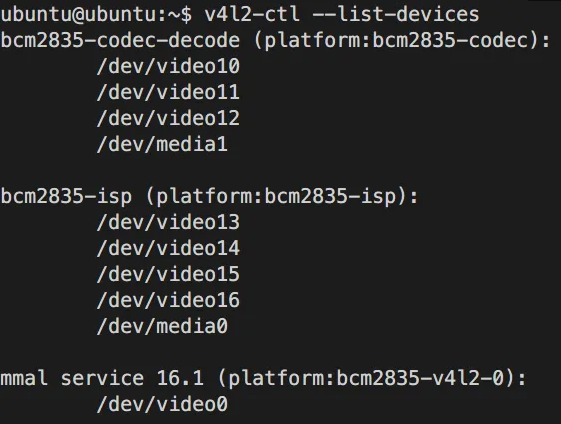 ubuntu@ubuntu:~$ v4l2-ctl --list-devices
bcm2835-codec-decode (platform:bcm2835-codec):
        /dev/video10
        /dev/video11
        /dev/video12
        /dev/media1

bcm2835-isp (platform:bcm2835-isp):
        /dev/video13
        /dev/video14
        /dev/video15
        /dev/video16
        /dev/media0

mmal service 16.1 (platform:bcm2835-v4l2-0):
        /dev/video0